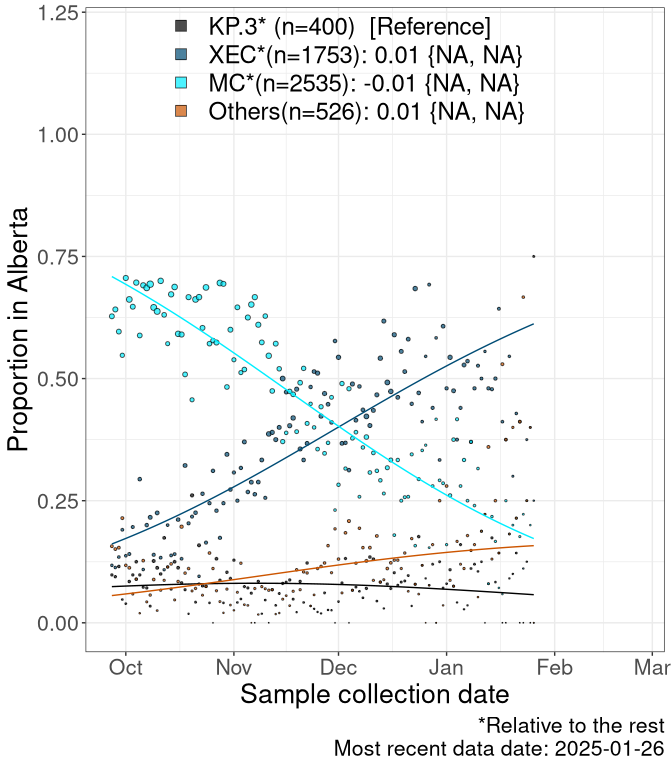 KP.3* (n=400)  [Reference]
XEC*(n=1753): 0.01 {NA, NA}
MC*(n=2535): -0.01 {NA, NA}
Others(n=526): 0.01 {NA, NA}
Proportion in Alberta
1.25
1.00
0.75
0.50
0.25
0.00
Oct Nov Dec Jan Feb Mar
Sample collection date
*Relative to the rest
Most recent data date: 2025-01-26